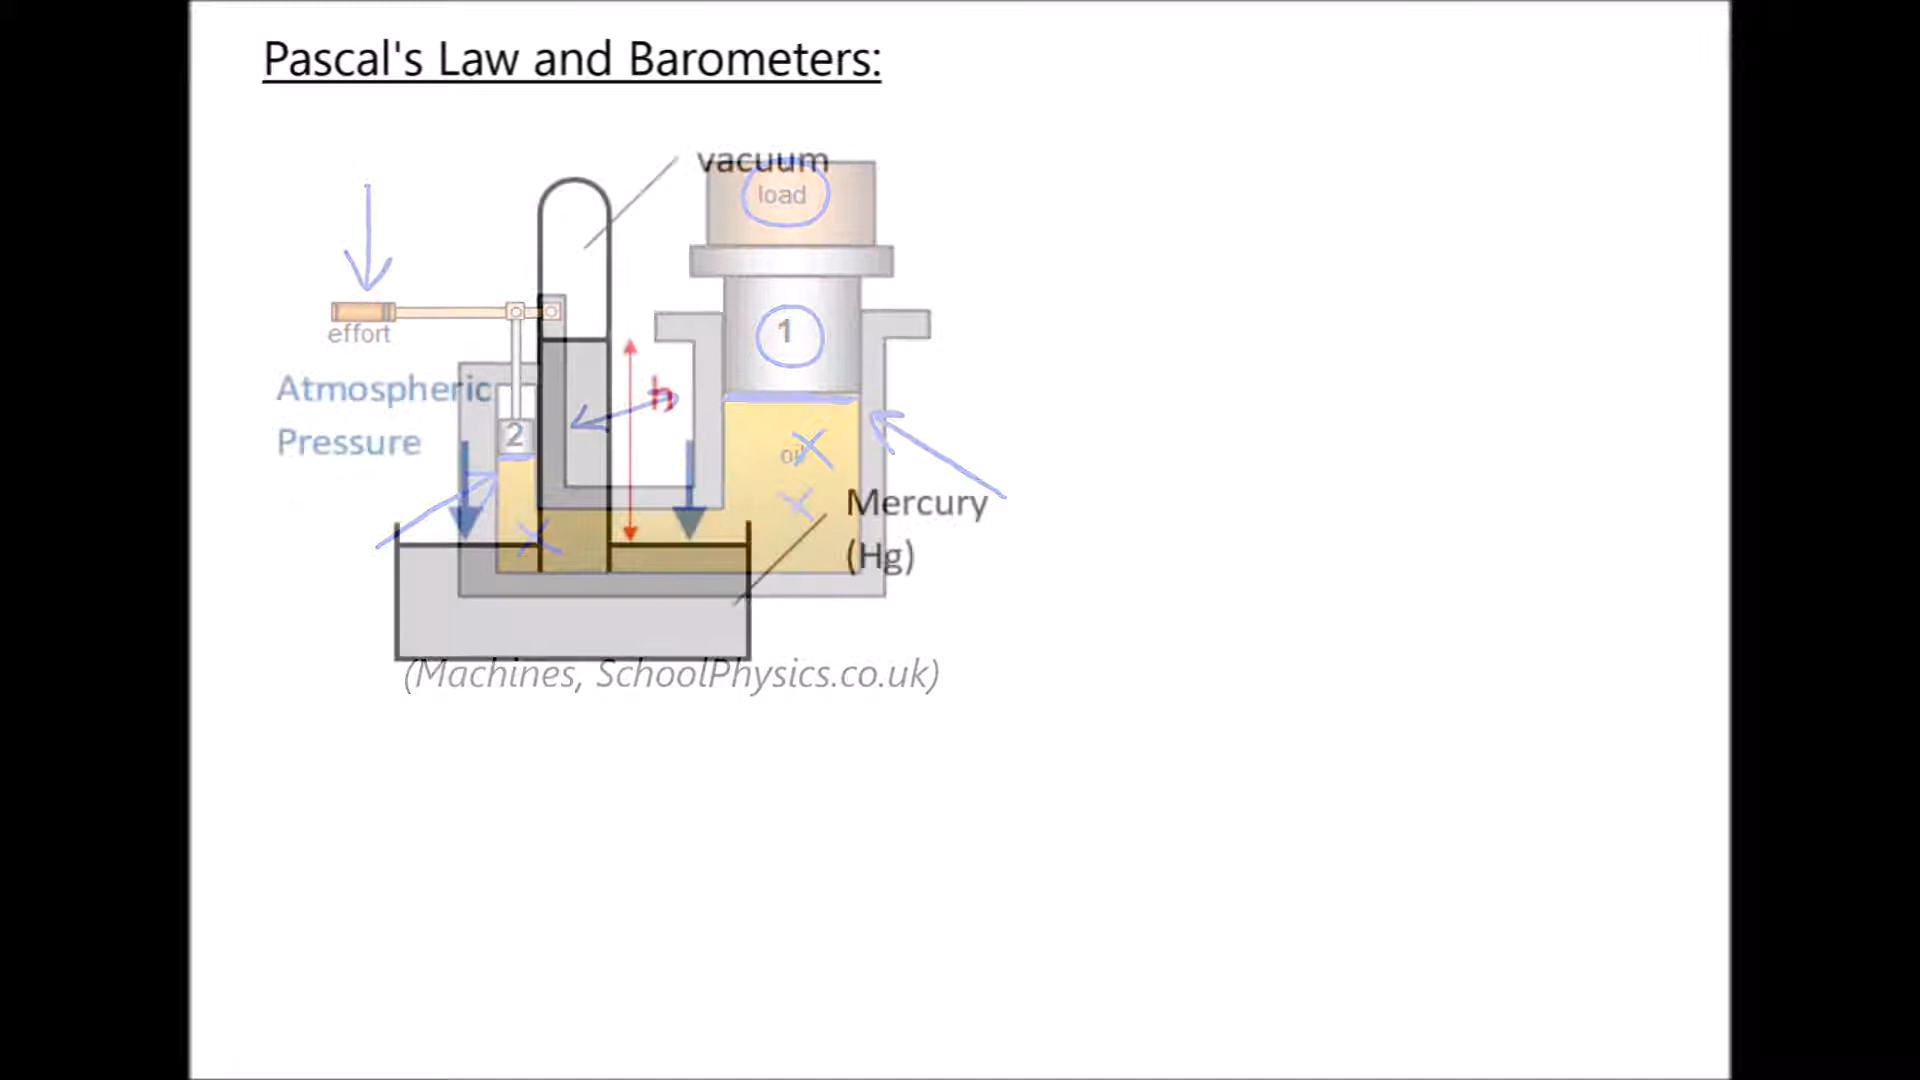 Pascal's Law and Barometers:
vacuum
load
effort
1
Atmospheric
Pressure
h
2
oil
Mercury
(Hg)
(Machines, SchoolPhysics.co.uk)